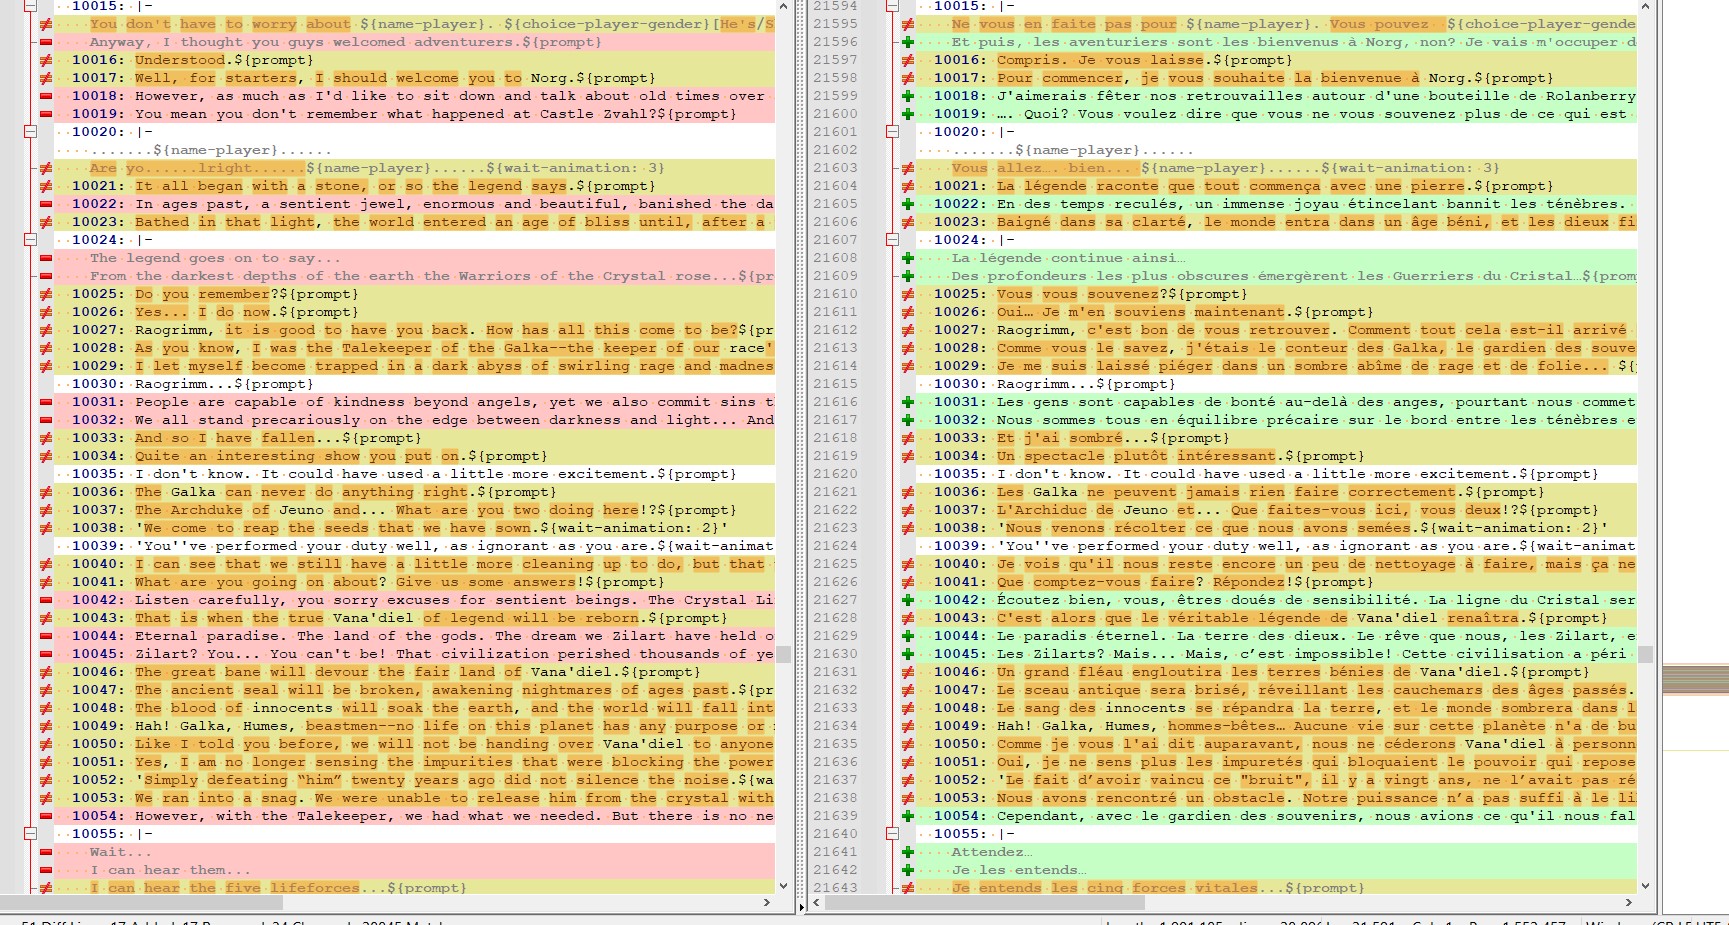 10015: |-
You don't have to worry about ${name-player}. ${choice-player-gender}[He's/S
Anyway, I thought you guys welcomed adventurers.${prompt}
10016: Understood.${prompt}
10017: Well, for starters, I should welcome you to Norg.${prompt}
10018: However, as much as I'd like to sit down and talk about old times over
10019: You mean you don't remember what happened at Castle Zvahl?${prompt}
10020: |-
.......${name-player}......
Are yo......lright......${name-player}......${wait-animation: 3}
10021: It all began with a stone, or so the legend says.${prompt}
10022: In ages past, a sentient jewel, enormous and beautiful, banished the da
10023: Bathed in that light, the world entered an age of bliss until, after a
10024: |-
The legend goes on to say...
From the darkest depths of the earth the Warriors of the Crystal rose...${pr
10025: Do you remember?${prompt}
10026: Yes... I do now.${prompt}
10027: Raogrimm, it is good to have you back. How has all this come to be?${pr
10028: As you know, I was the Talekeeper of the Galka--the keeper of our race'
10029: I let myself become trapped in a dark abyss of swirling rage and madnes
10030: Raogrimm...${prompt}
10031: People are capable of kindness beyond angels, yet we also commit sins t
10032: We all stand precariously on the edge between darkness and light... And
10033: And so I have fallen...${prompt}
10034: Quite an interesting show you put on.${prompt}
10035: I don't know. It could have used a little more excitement.${prompt}
10036: The Galka can never do anything right.${prompt}
10037: The Archduke of Jeuno and... What are you two doing here!?${prompt}
10038: 'We come to reap the seeds that we have sown.${wait-animation: 2}'
10039: 'You''ve performed your duty well, as ignorant as you are.${wait-animat
10040: I can see that we still have a little more cleaning up to do, but that
10041: What are you going on about? Give us some answers!${prompt}
10042: Listen carefully, you sorry excuses for sentient beings. The Crystal Li
10043: That is when the true Vana'diel of legend will be reborn.${prompt}
10044: Eternal paradise. The land of the gods. The dream we Zilart have held o
10045: Zilart? You... You can't be! That civilization perished thousands of ye
10046: The great bane will devour the fair land of Vana'diel.${prompt}
10047: The ancient seal will be broken, awakening nightmares of ages past.${pr
10048: The blood of innocents will soak the earth, and the world will fall int
10049: Hah! Galka, Humes, beastmen--no life on this planet has any purpose or
10050: Like I told you before, we will not be handing over Vana'diel to anyone
10051: Yes, I am no longer sensing the impurities that were blocking the power
10052: 'Simply defeating “him” twenty years ago did not silence the noise.${wa
10053: We ran into a snag. We were unable to release him from the crystal with
10054: However, with the Talekeeper, we had what we needed. But there is no ne
10055: |-
Wait...
I can hear them...
I can hear the five lifeforces...${prompt}
21594 10015: |-
21595 Ne vous en faite pas pour ${name-player}. Vous pouvez ${choice-player-gende
21596 Et puis, les aventuriers sont les bienvenus à Norg, non? Je vais m'occuper d
21597 10016: Compris. Je vous laisse.${prompt}
21598 10017: Pour commencer, je vous souhaite la bienvenue à Norg.${prompt}
21599 10018: J'aimerais fêter nos retrouvailles autour d'une bouteille de Rolanberry
21600 10019: …. Quoi? Vous voulez dire que vous ne vous souvenez plus de ce qui est
21601 10020: |-
21602 .......${name-player}......
21603 Vous allez… bien...${name-player}......${wait-animation: 3}
21604 10021: La légende raconte que tout commença avec une pierre.${prompt}
21605 10022: En des temps reculés, un immense joyau étincelant bannit les ténèbres.
21606 10023: Baigné dans sa clarté, le monde entra dans un âge béni, et les dieux fi
21607 10024: |-
21608 La légende continue ainsi…
21609 Des profondeurs les plus obscures émergèrent les Guerriers du Cristal…${prom
21610 10025: Vous vous souvenez?${prompt}
21611 10026: Oui… Je m'en souviens maintenant.${prompt}
21612 10027: Raogrimm, c'est bon de vous retrouver. Comment tout cela est-il arrivé
21613 10028: Comme vous le savez, j'étais le conteur des Galka, le gardien des souve
21614 10029: Je me suis laissé piéger dans un sombre abîme de rage et de folie... ${
21615 10030: Raogrimm...${prompt}
21616 10031: Les gens sont capables de bonté au-delà des anges, pourtant nous commet
21617 10032: Nous sommes tous en équilibre précaire sur le bord entre les ténèbres e
21618 10033: Et j'ai sombré...${prompt}
21619 10034: Un spectacle plutôt intéressant.${prompt}
21620 10035: I don't know. It could have used a little more excitement.${prompt}
21621 10036: Les Galka ne peuvent jamais rien faire correctement.${prompt}
21622 10037: L'Archiduc de Jeuno et... Que faites-vous ici, vous deux!?${prompt}
21623 10038: 'Nous venons récolter ce que nous avons semées.${wait-animation: 2}'
21624 10039: 'You''ve performed your duty well, as ignorant as you are.${wait-animat
21625 10040: Je vois qu'il nous reste encore un peu de nettoyage à faire, mais ça ne
21626 10041: Que comptez-vous faire? Répondez!${prompt}
21627 10042: Écoutez bien, vous, êtres doués de sensibilité. La ligne du Cristal ser
21628 10043: C'est alors que le véritable légende de Vana'diel renaîtra.${prompt}
21629 10044: Le paradis éternel. La terre des dieux. Le rêve que nous, les Zilart, e
21630 10045: Les Zilarts? Mais... Mais, c’est impossible! Cette civilisation a péri
21631 10046: Un grand fléau engloutira les terres bénies de Vana'diel.${prompt}
21632 10047: Le sceau antique sera brisé, réveillant les cauchemars des âges passés.
21633 10048: Le sang des innocents se répandra la terre, et le monde sombrera dans l
21634 10049: Hah! Galka, Humes, hommes-bêtes… Aucune vie sur cette planète n'a de bu
21635 10050: Comme je vous l'ai dit auparavant, nous ne céderons Vana'diel à personn
21636 10051: Oui, je ne sens plus les impuretés qui bloquaient le pouvoir qui repose
21637 10052: 'Le fait d’avoir vaincu ce "bruit", il y a vingt ans, ne l’avait pas ré
21638 10053: Nous avons rencontré un obstacle. Notre puissance n’a pas suffi à le li
21639 10054: Cependant, avec le gardien des souvenirs, nous avions ce qu'il nous fal
21640 10055: |-
21641 Attendez…
21642 Je les entends…
21643 Je entends les cinq forces vitales...${prompt}